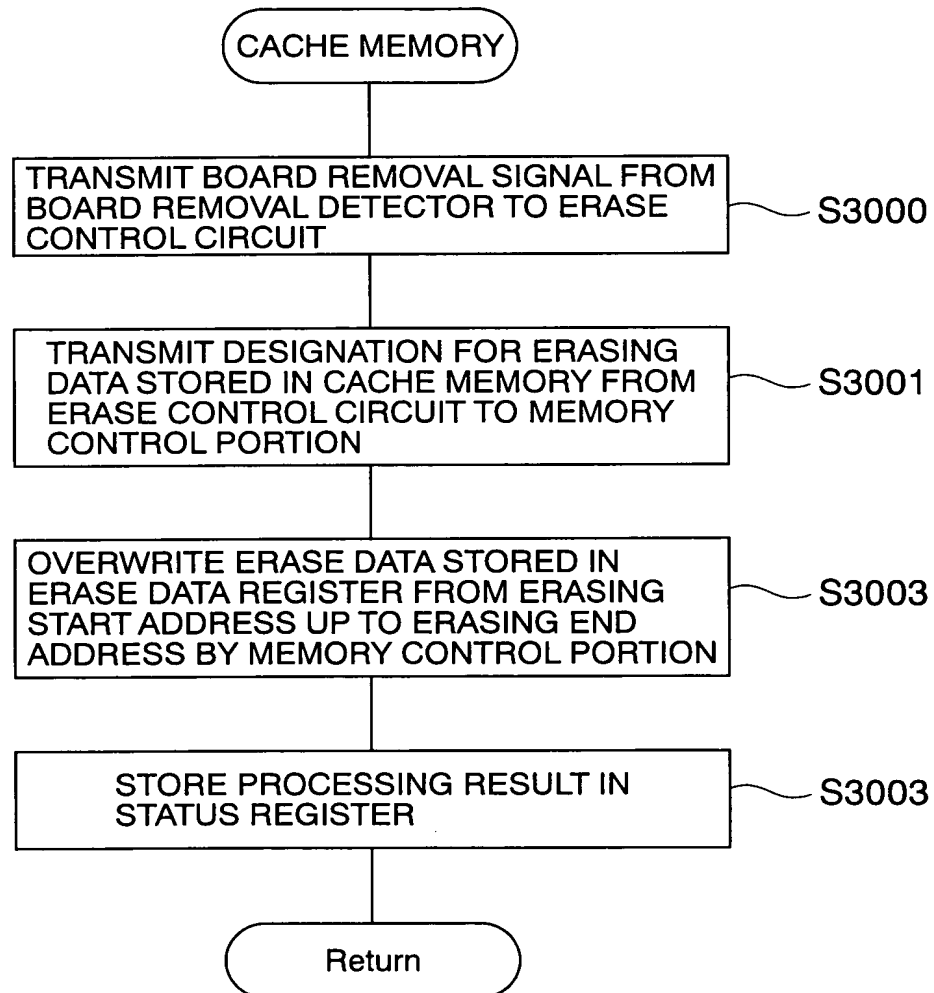 CACHE MEMORY
TRANSMIT BOARD REMOVAL SIGNAL FROM
BOARD REMOVAL DETECTOR TO ERASE
CONTROL CIRCUIT
S3000
TRANSMIT DESIGNATION FOR ERASING
DATA STORED IN CACHE MEMORY FROM
ERASE CONTROL CIRCUIT TO MEMORY
CONTROL PORTION
S3001
OVERWRITE ERASE DATA STORED IN
ERASE DATA REGISTER FROM ERASING
START ADDRESS UP TO ERASING END
ADDRESS BY MEMORY CONTROL PORTION
S3003
STORE PROCESSING RESULT IN
STATUS REGISTER
S3003
Return